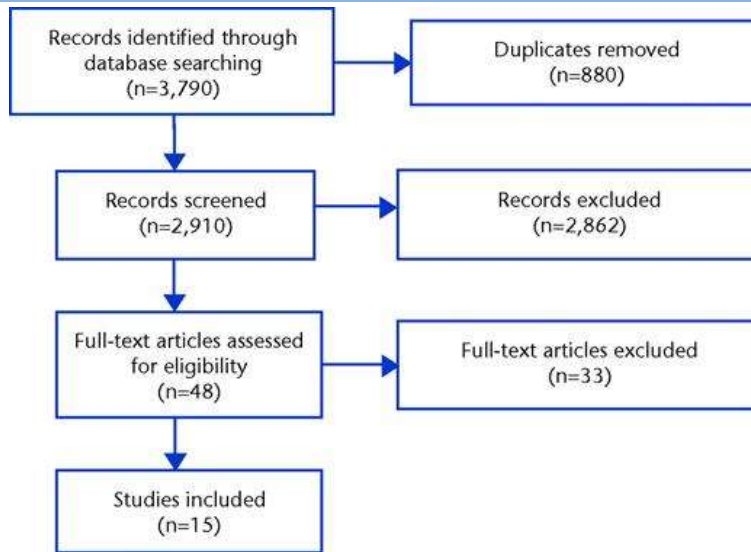 Records identified through
database searching
(n=3,790)
Duplicates removed
(n=880)
Records screened
(n=2,910)
Records excluded
(n=2,862)
Full-text articles assessed
for eligibility
(n=48)
Full-text articles excluded
(n=33)
Studies included
(n=15)